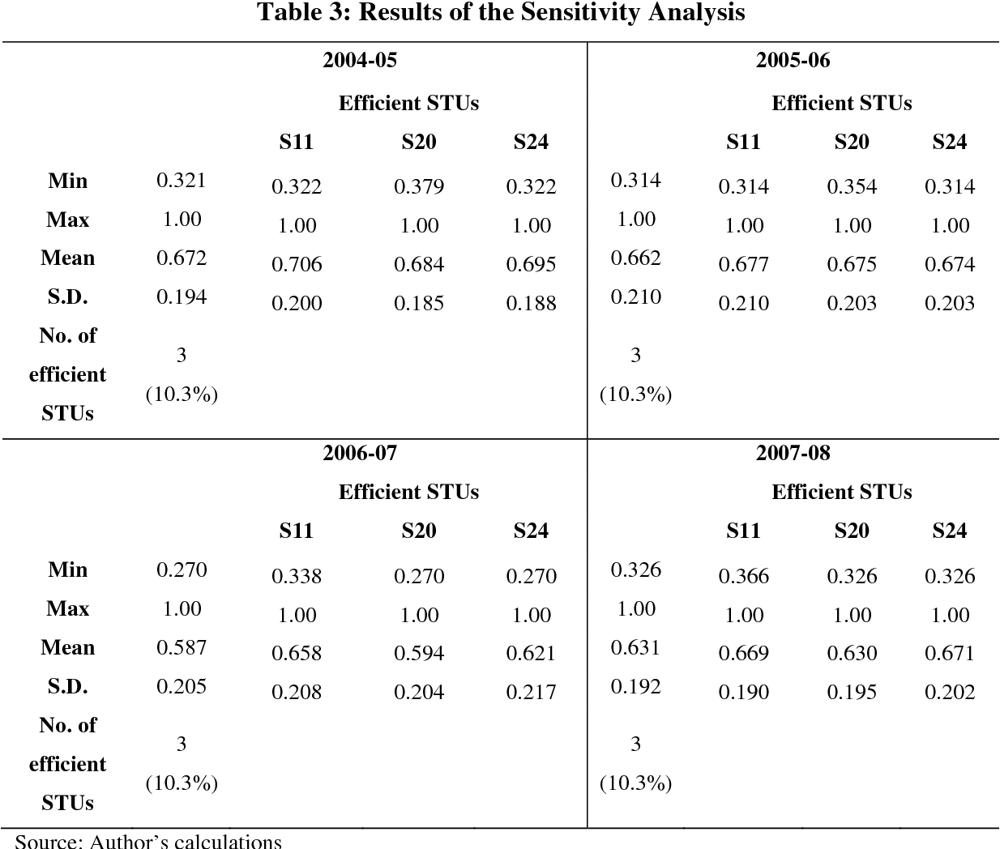 Table 3: Results of the Sensitivity Analysis
2004-05 2005-06
Efficient STUs Efficient STUs
S11 S20 S24 S11 S20 S24
Min 0.321 0.322 0.379 0.322 0.314 0.314 0.354 0.314
Max 1.00 1.00 1.00 1.00 1.00 1.00 1.00 1.00
Mean 0.672 0.706 0.684 0.695 0.662 0.677 0.675 0.674
S.D. 0.194 0.200 0.185 0.188 0.210 0.210 0.203 0.203
No. of
3 3
efficient
(10.3%) (10.3%)
STUs
2006-07 2007-08
Efficient STUs Efficient STUs
S11 S20 S24 S11 S20 S24
Min 0.270 0.338 0.270 0.270 0.326 0.366 0.326 0.326
Max 1.00 1.00 1.00 1.00 1.00 1.00 1.00 1.00
Mean 0.587 0.658 0.594 0.621 0.631 0.669 0.630 0.671
S.D. 0.205 0.208 0.204 0.217 0.192 0.190 0.195 0.202
No. of
3 3
efficient
(10.3%) (10.3%)
STUs
Source: Author's calculations